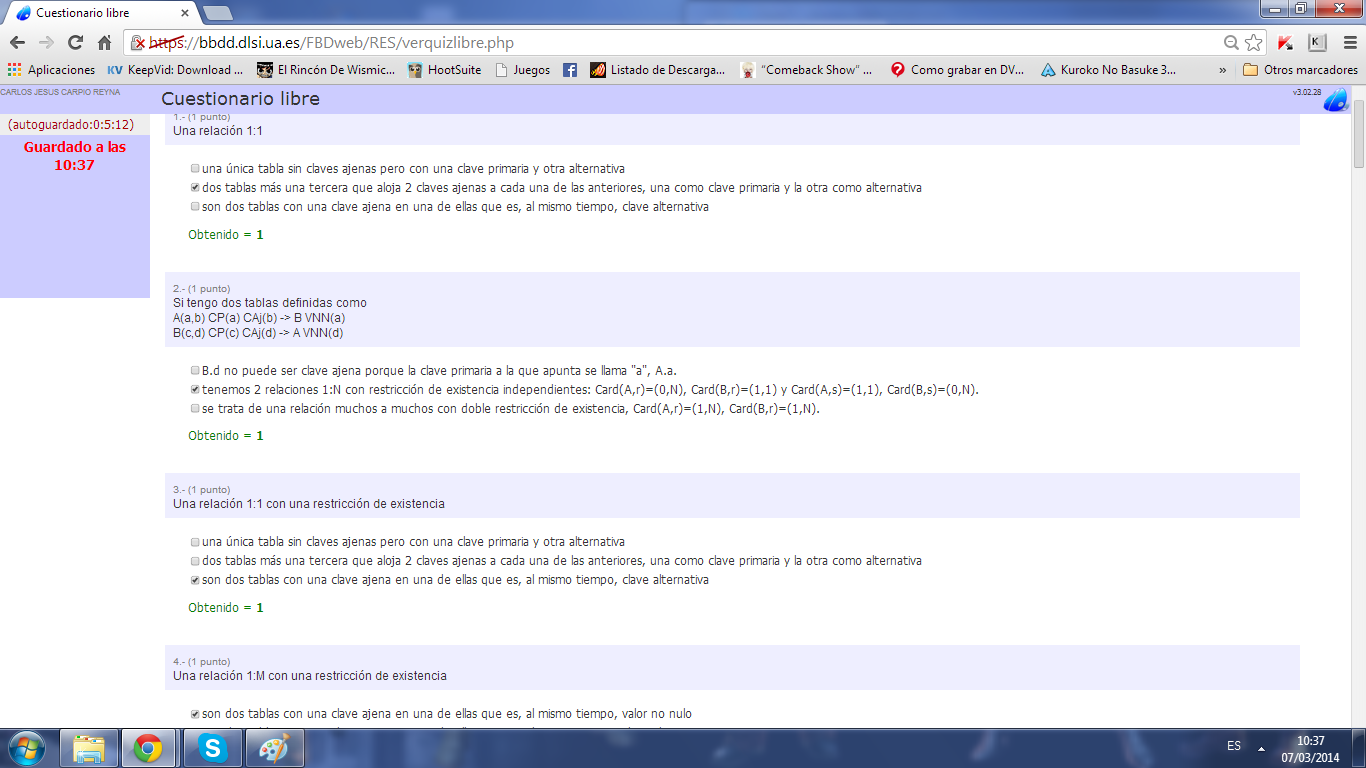 Cuestionario libre
https://bbdd.dlsi.ua.es/FBDweb/RES/verquizlibre.php
Aplicaciones KeepVid: Download ... El Rincón De Wismic... HootSuite Juegos Listado de Descarga... "Comeback Show" ... Como grabar en DV... Kuroko No Basuke 3... » Otros marcadores
CARLOS JESUS CARPIO REYNA
Cuestionario libre
v3.02.28
(autoguardado:0:5:12)
Guardado a las
10:37
1.- (1 punto)
Una relación 1:1
una única tabla sin claves ajenas pero con una clave primaria y otra alternativa
dos tablas más una tercera que aloja 2 claves ajenas a cada una de las anteriores, una como clave primaria y la otra como alternativa
son dos tablas con una clave ajena en una de ellas que es, al mismo tiempo, clave alternativa
Obtenido = 1
2.- (1 punto)
Si tengo dos tablas definidas como
A(a,b) CP(a) CAj(b) -> B VNN(a)
B(c,d) CP(c) CAj(d) -> A VNN(d)
B.d no puede ser clave ajena porque la clave primaria a la que apunta se llama "a", A.a.
tenemos 2 relaciones 1:N con restricción de existencia independientes: Card(A,r)=(0,N), Card(B,r)=(1,1) y Card(A,s)=(1,1), Card(B,s)=(0,N).
se trata de una relación muchos a muchos con doble restricción de existencia, Card(A,r)=(1,N), Card(B,r)=(1,N).
Obtenido = 1
3.- (1 punto)
Una relación 1:1 con una restricción de existencia
una única tabla sin claves ajenas pero con una clave primaria y otra alternativa
dos tablas más una tercera que aloja 2 claves ajenas a cada una de las anteriores, una como clave primaria y la otra como alternativa
son dos tablas con una clave ajena en una de ellas que es, al mismo tiempo, clave alternativa
Obtenido = 1
4.- (1 punto)
Una relación 1:M con una restricción de existencia
son dos tablas con una clave ajena en una de ellas que es, al mismo tiempo, valor no nulo
ES
10:37
07/03/2014